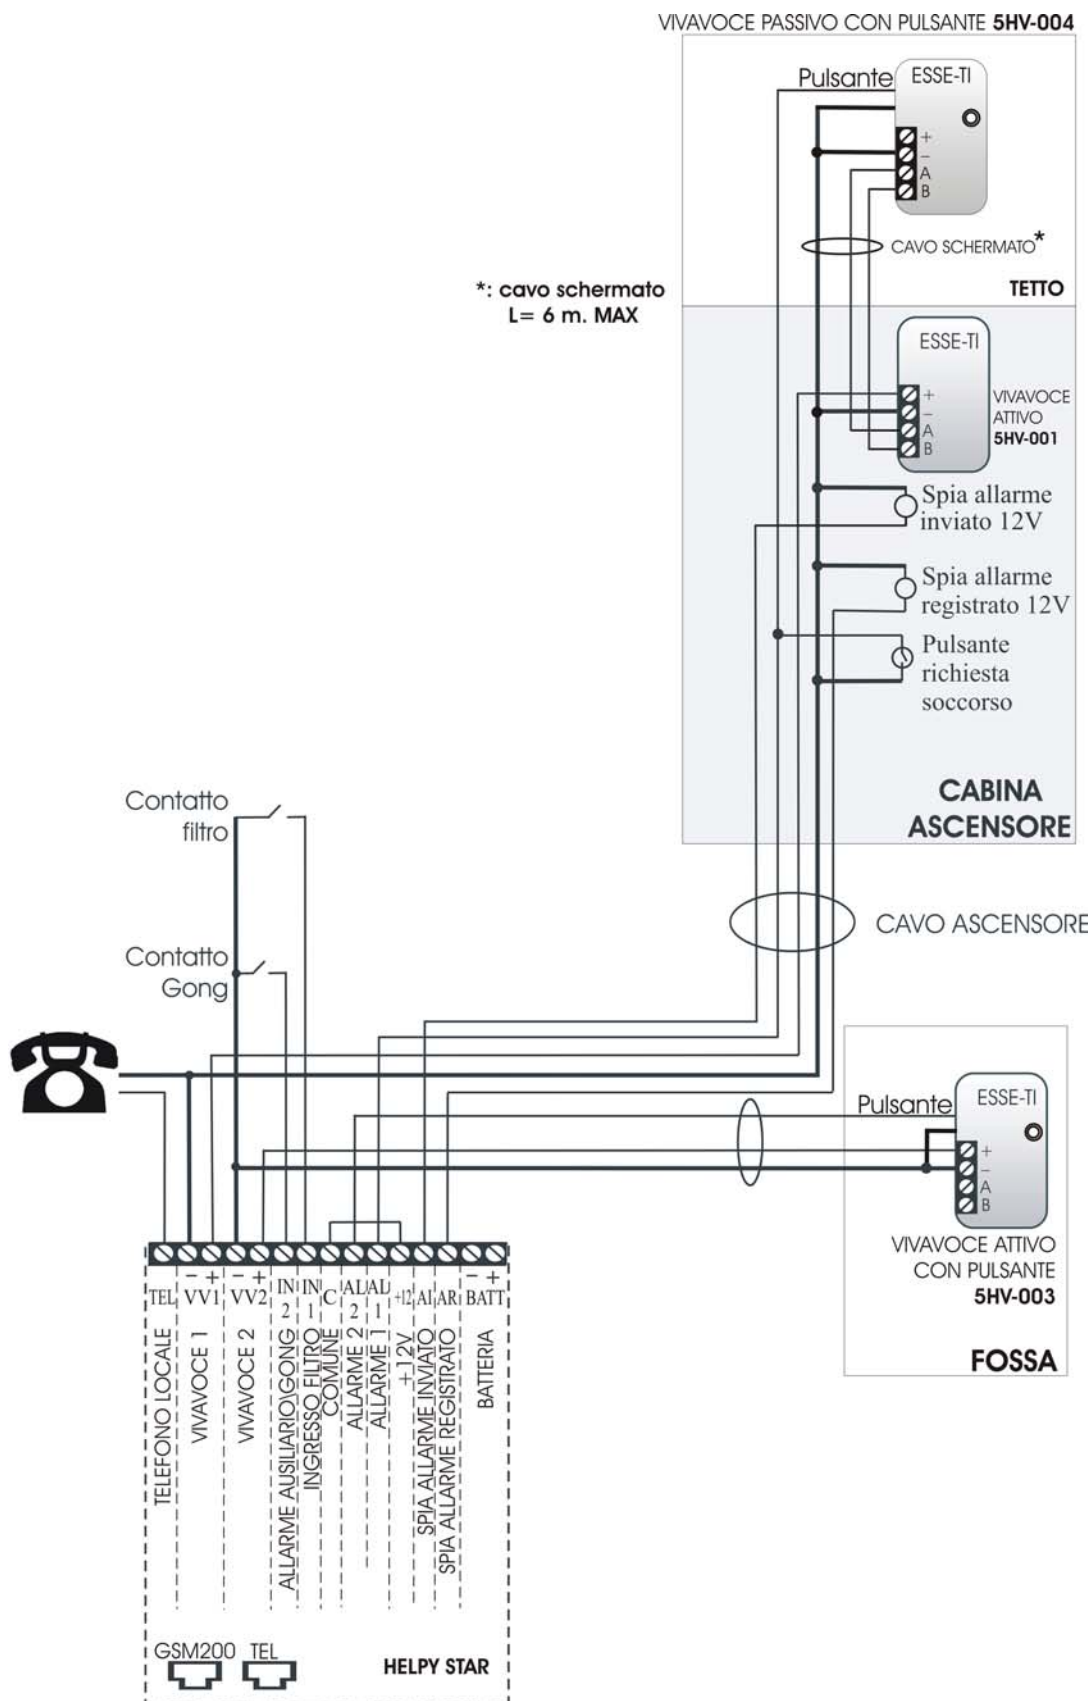 VIVAVOCE PASSIVO CON PULSANTE 5HV-004
Pulsante
ESSE-TI
+
–
A
B
CAVO SCHERMATO*
*: cavo schermato
L= 6 m. MAX
TETTO
ESSE-TI
+
–
A
B
VIVAVOCE
ATTIVO
5HV-001
Spia allarme
inviato 12V
Spia allarme
registrato 12V
Pulsante
richiesta
soccorso
CABINA
ASCENSORE
Contatto
filtro
CAVO ASCENSORE
Contatto
Gong
Pulsante
ESSE-TI
+
–
A
B
VIVAVOCE ATTIVO
CON PULSANTE
5HV-003
FOSSA
– + – + – +
TEL VV1 VV2 IN 2 IN 1 C AL 2 AL 1 +12 AI AR BATT
TELEFONO LOCALE
VIVAVOCE 1
VIVAVOCE 2
ALLARME AUSILIARIO\GONG
INGRESSO FILTRO
COMUNE
ALLARME 2
ALLARME 1
+12V
SPIA ALLARME INVIATO
SPIA ALLARME REGISTRATO
BATTERIA
GSM200 TEL
HELPY STAR